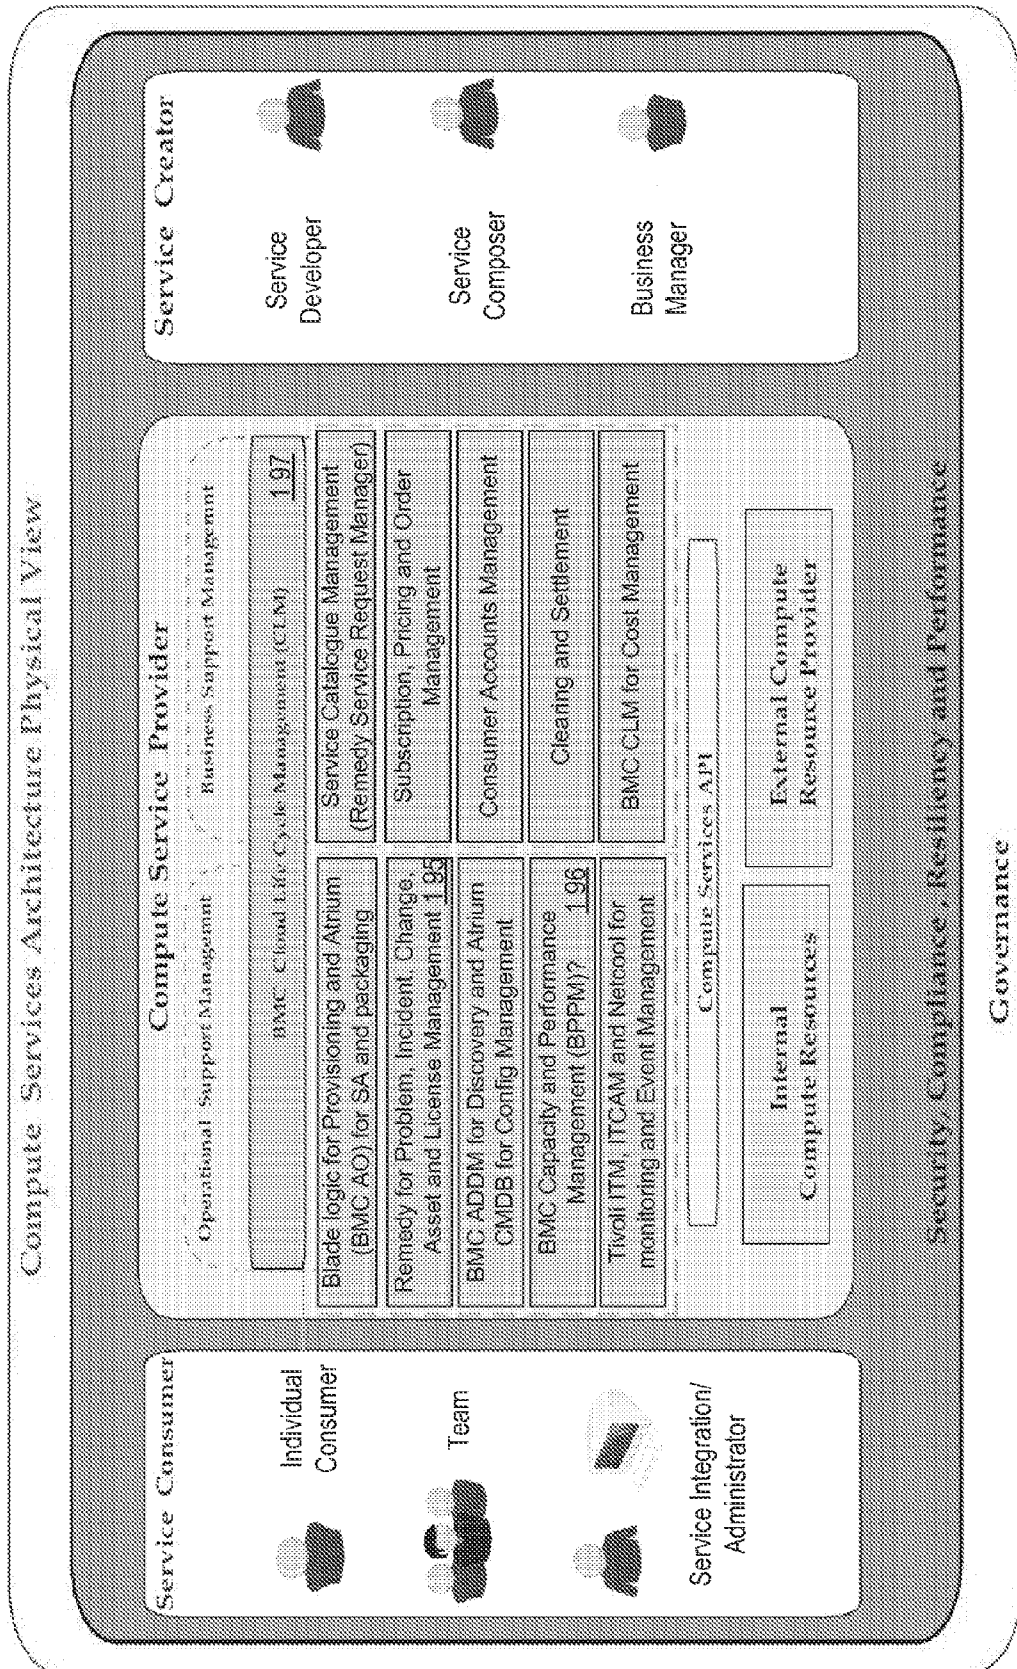 Compute Services Architecture Physical View
Service Consumer
Individual
Consumer
Team
Service Integration/
Administrator
Compute Service Provider
Operational Support Managemnt
Business Support Managemnt
BMC Cloud LifeCycle Management (CLM)
197
Blade logic for Provisioning and Atrium
(BMC AO) for SA and packaging
Remedy for Problem, Incident, Change,
Asset and License Management 195
BMC ADDM for Discovery and Atrium
CMDB for Config Management
BMC Capacity and Performance
Management (BPPM)? 196
Tivoli ITM, ITCAM and Netcool for
monitoring and Event Management
Service Catalogue Management
(Remedy Service Request Manager)
Subscription, Pricing and Order
Management
Consumer Accounts Management
Clearing and Settlement
BMC CLM for Cost Management
Compute Services API
Internal
Compute Resources
External Compute
Resource Provider
Service Creator
Service
Developer
Service
Composer
Business
Manager
Security, Compliance, Resiliency and Performance
Governance